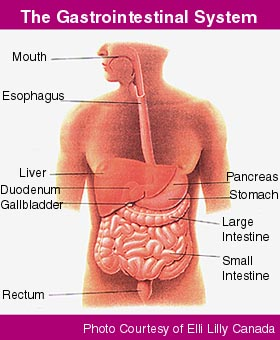 The Gastrointestinal System
Mouth
Esophagus
Liver
Duodenum
Gallbladder
Pancreas
Stomach
Large
Intestine
Small
Intestine
Rectum
Photo Courtesy of Elli Lilly Canada